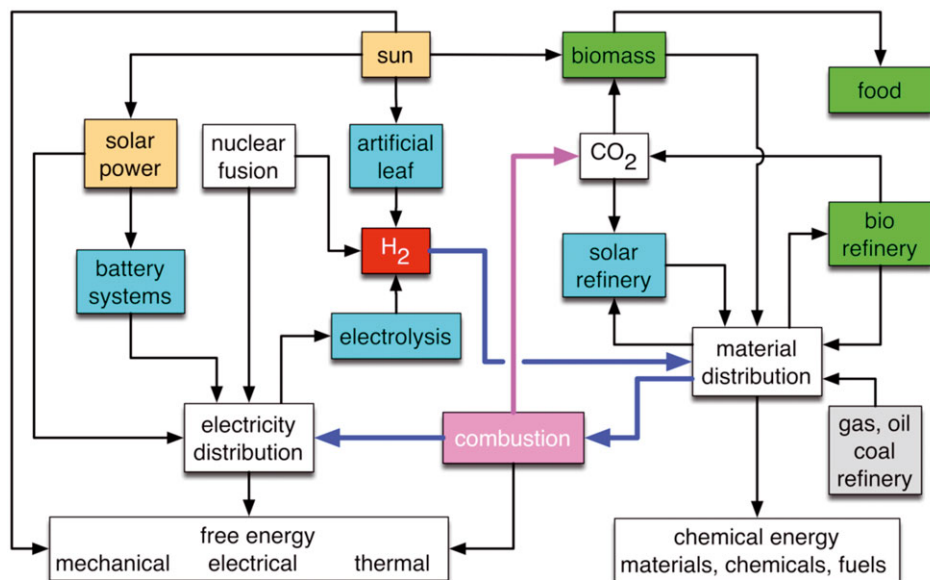 sun
biomass
food
solar
power
nuclear
fusion
artificial
leaf
CO2
bio
refinery
battery
systems
H2
solar
refinery
electrolysis
material
distribution
electricity
distribution
combustion
gas, oil
coal
refinery
free energy
mechanical electrical thermal
chemical energy
materials, chemicals, fuels